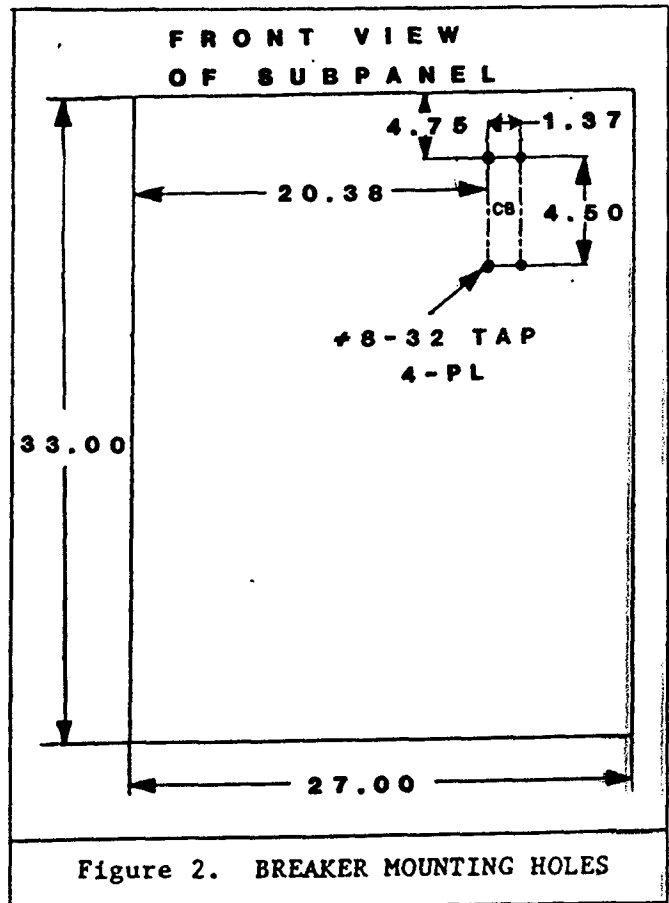 FRONT VIEW
OF SUBPANEL
4.75
1.37
20.38
CB
4.50
#8-32 TAP
4-PL
33.00
27.00
Figure 2. BREAKER MOUNTING HOLES